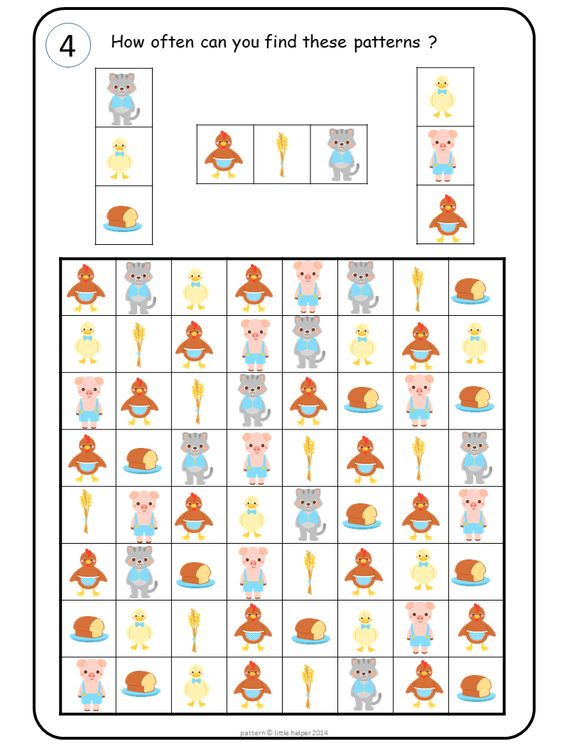 4
How often can you find these patterns ?
pattern © little helper 2014